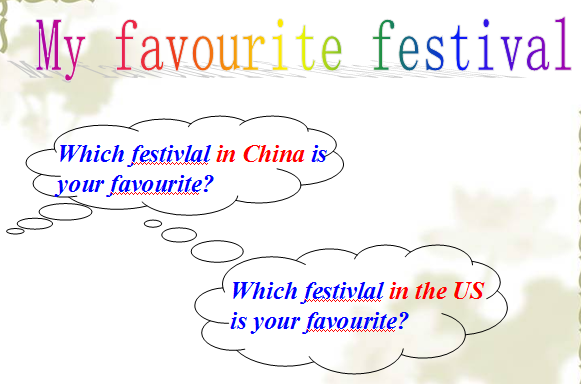 My favourite festival
Which festivlal in China is
your favourite?
Which festivlal in the US
is your favourite?